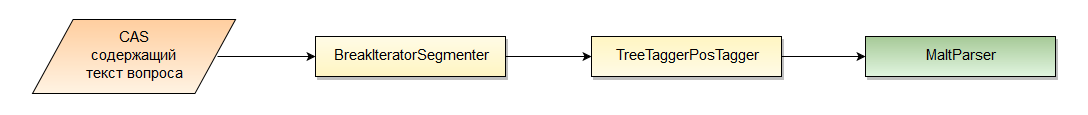 CAS
содержащий
текст вопроса
BreakIteratorSegmenter
TreeTaggerPosTagger
MaltParser